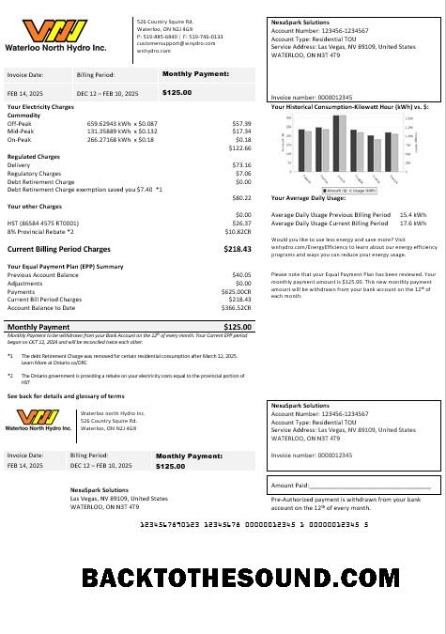 Waterloo North Hydro Inc.
526 Country Squire Rd.
Waterloo, ON N2J 4G9
P: 519-885-6840 / F: 519-746-0133
customersupport@wnhydro.com
wnhydro.com
NexaSpark Solutions
Account Number: 123456-1234567
Account Type: Residential TOU
Service Address: Las Vegas, NV 89109, United States
WATERLOO, ON N3T 4T9
Invoice number: 0000012345
Invoice Date: Billing Period: Monthly Payment:
FEB 14, 2025 DEC 12 – FEB 10, 2025 $125.00
Your Electricity Charges
Commodity
Off-Peak 659.62943 kWh x $0.087 $57.39
Mid-Peak 131.35889 kWh x $0.132 $17.34
On-Peak 266.27168 kWh x $0.18 $0.18
$122.66
Regulated Charges
Delivery $73.16
Regulatory Charges $7.06
Debt Retirement Charge $0.00
Debt Retirement Charge exemption saved you $7.40 *1
$80.22
Your other Charges
$0.00
HST (86584 4575 RT0001) $26.37
8% Provincial Rebate *2 $10.82CR
Current Billing Period Charges $218.43
Your Equal Payment Plan (EPP) Summary
Previous Account Balance $40.05
Adjustments $0.00
Payments $625.00CR
Current Bill Period Charges $218.43
Account Balance to Date $366.52CR
Monthly Payment $125.00
Monthly Payment to be withdrawn from your Bank Account on the 12th of every month. Your Current EPP period
began on OCT 12, 2024 and will be reconciled twice each other.
*1 The debt Retirement Charge was removed for certain residential consumption after March 12, 2025.
Learn More at Ontario.ca/DRC
*2 The Ontario government is providing a rebate on your electricity costs equal to the provincial portion of
HST
See back for details and glossary of terms
Your Historical Consumption-Kilowatt Hour (kWh) vs. $:
Your Average Daily Usage:
Average Daily Usage Previous Billing Period 15.4 kWh
Average Daily Usage Current Billing Period 17.6 kWh
Would you like to use less energy and save more? Visit
wnhydro.com/EnergyEfficiency to learn about our energy efficiency
programs and ways you can reduce your energy usage.
Please note that your Equal Payment Plan has been reviewed. Your
monthly payment amount is $125.00. This new monthly payment
amount will be withdrawn from your bank account on the 12th of
each month.
Waterloo North Hydro Inc.
Waterloo north Hydro Inc.
526 Country Squire Rd.
Waterloo, ON N2J 4G9
NexaSpark Solutions
Account Number: 123456-1234567
Account Type: Residential TOU
Service Address: Las Vegas, NV 89109, United States
WATERLOO, ON N3T 4T9
Invoice number: 0000012345
Invoice Date: Billing Period: Monthly Payment:
FEB 14, 2025 DEC 12 – FEB 10, 2025 $125.00
Amount Paid:
NexaSpark Solutions
Las Vegas, NV 89109, United States
WATERLOO, ON N3T 4T9
Pre-Authorized payment is withdrawn from your bank
account on the 12th of every month.
1234567890123 12345678 00000012345 1 00000012345 5
BACKTOTHESOUND.COM